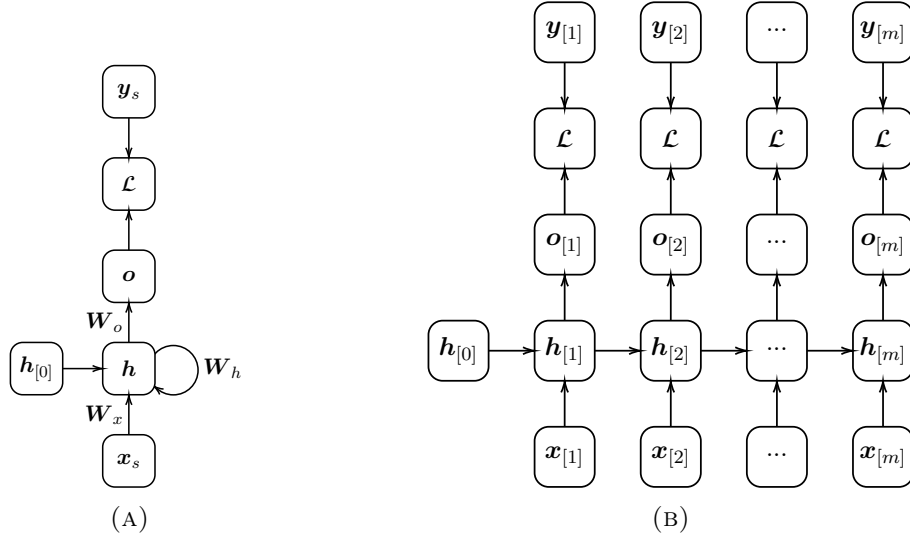 y_s
ℒ
o
W_o
h_[0] h W_h
W_x
x_s
(A)
y_[1] y_[2] ... y_[m]
ℒ ℒ ℒ ℒ
o_[1] o_[2] ... o_[m]
h_[0] h_[1] h_[2] ... h_[m]
x_[1] x_[2] ... x_[m]
(B)